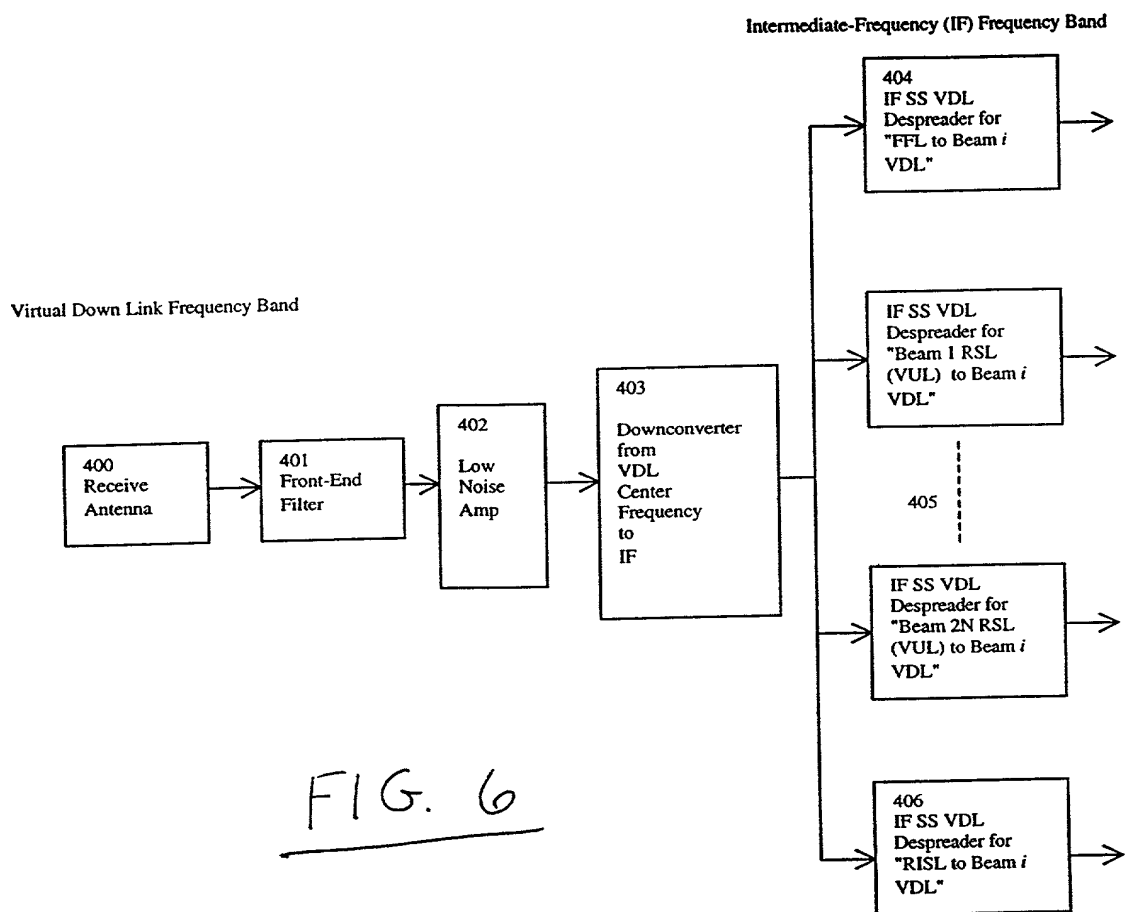 Intermediate-Frequency (IF) Frequency Band
404
IF SS VDL
Despreader for
"FFL to Beam i
VDL"
Virtual Down Link Frequency Band
IF SS VDL
Despreader for
"Beam 1 RSL
(VUL) to Beam i
VDL"
400
Receive
Antenna
401
Front-End
Filter
402
Low
Noise
Amp
403
Downconverter
from
VDL
Center
Frequency
to
IF
405
IF SS VDL
Despreader for
"Beam 2N RSL
(VUL) to Beam i
VDL"
406
IF SS VDL
Despreader for
"RISL to Beam i
VDL"
FIG. 6